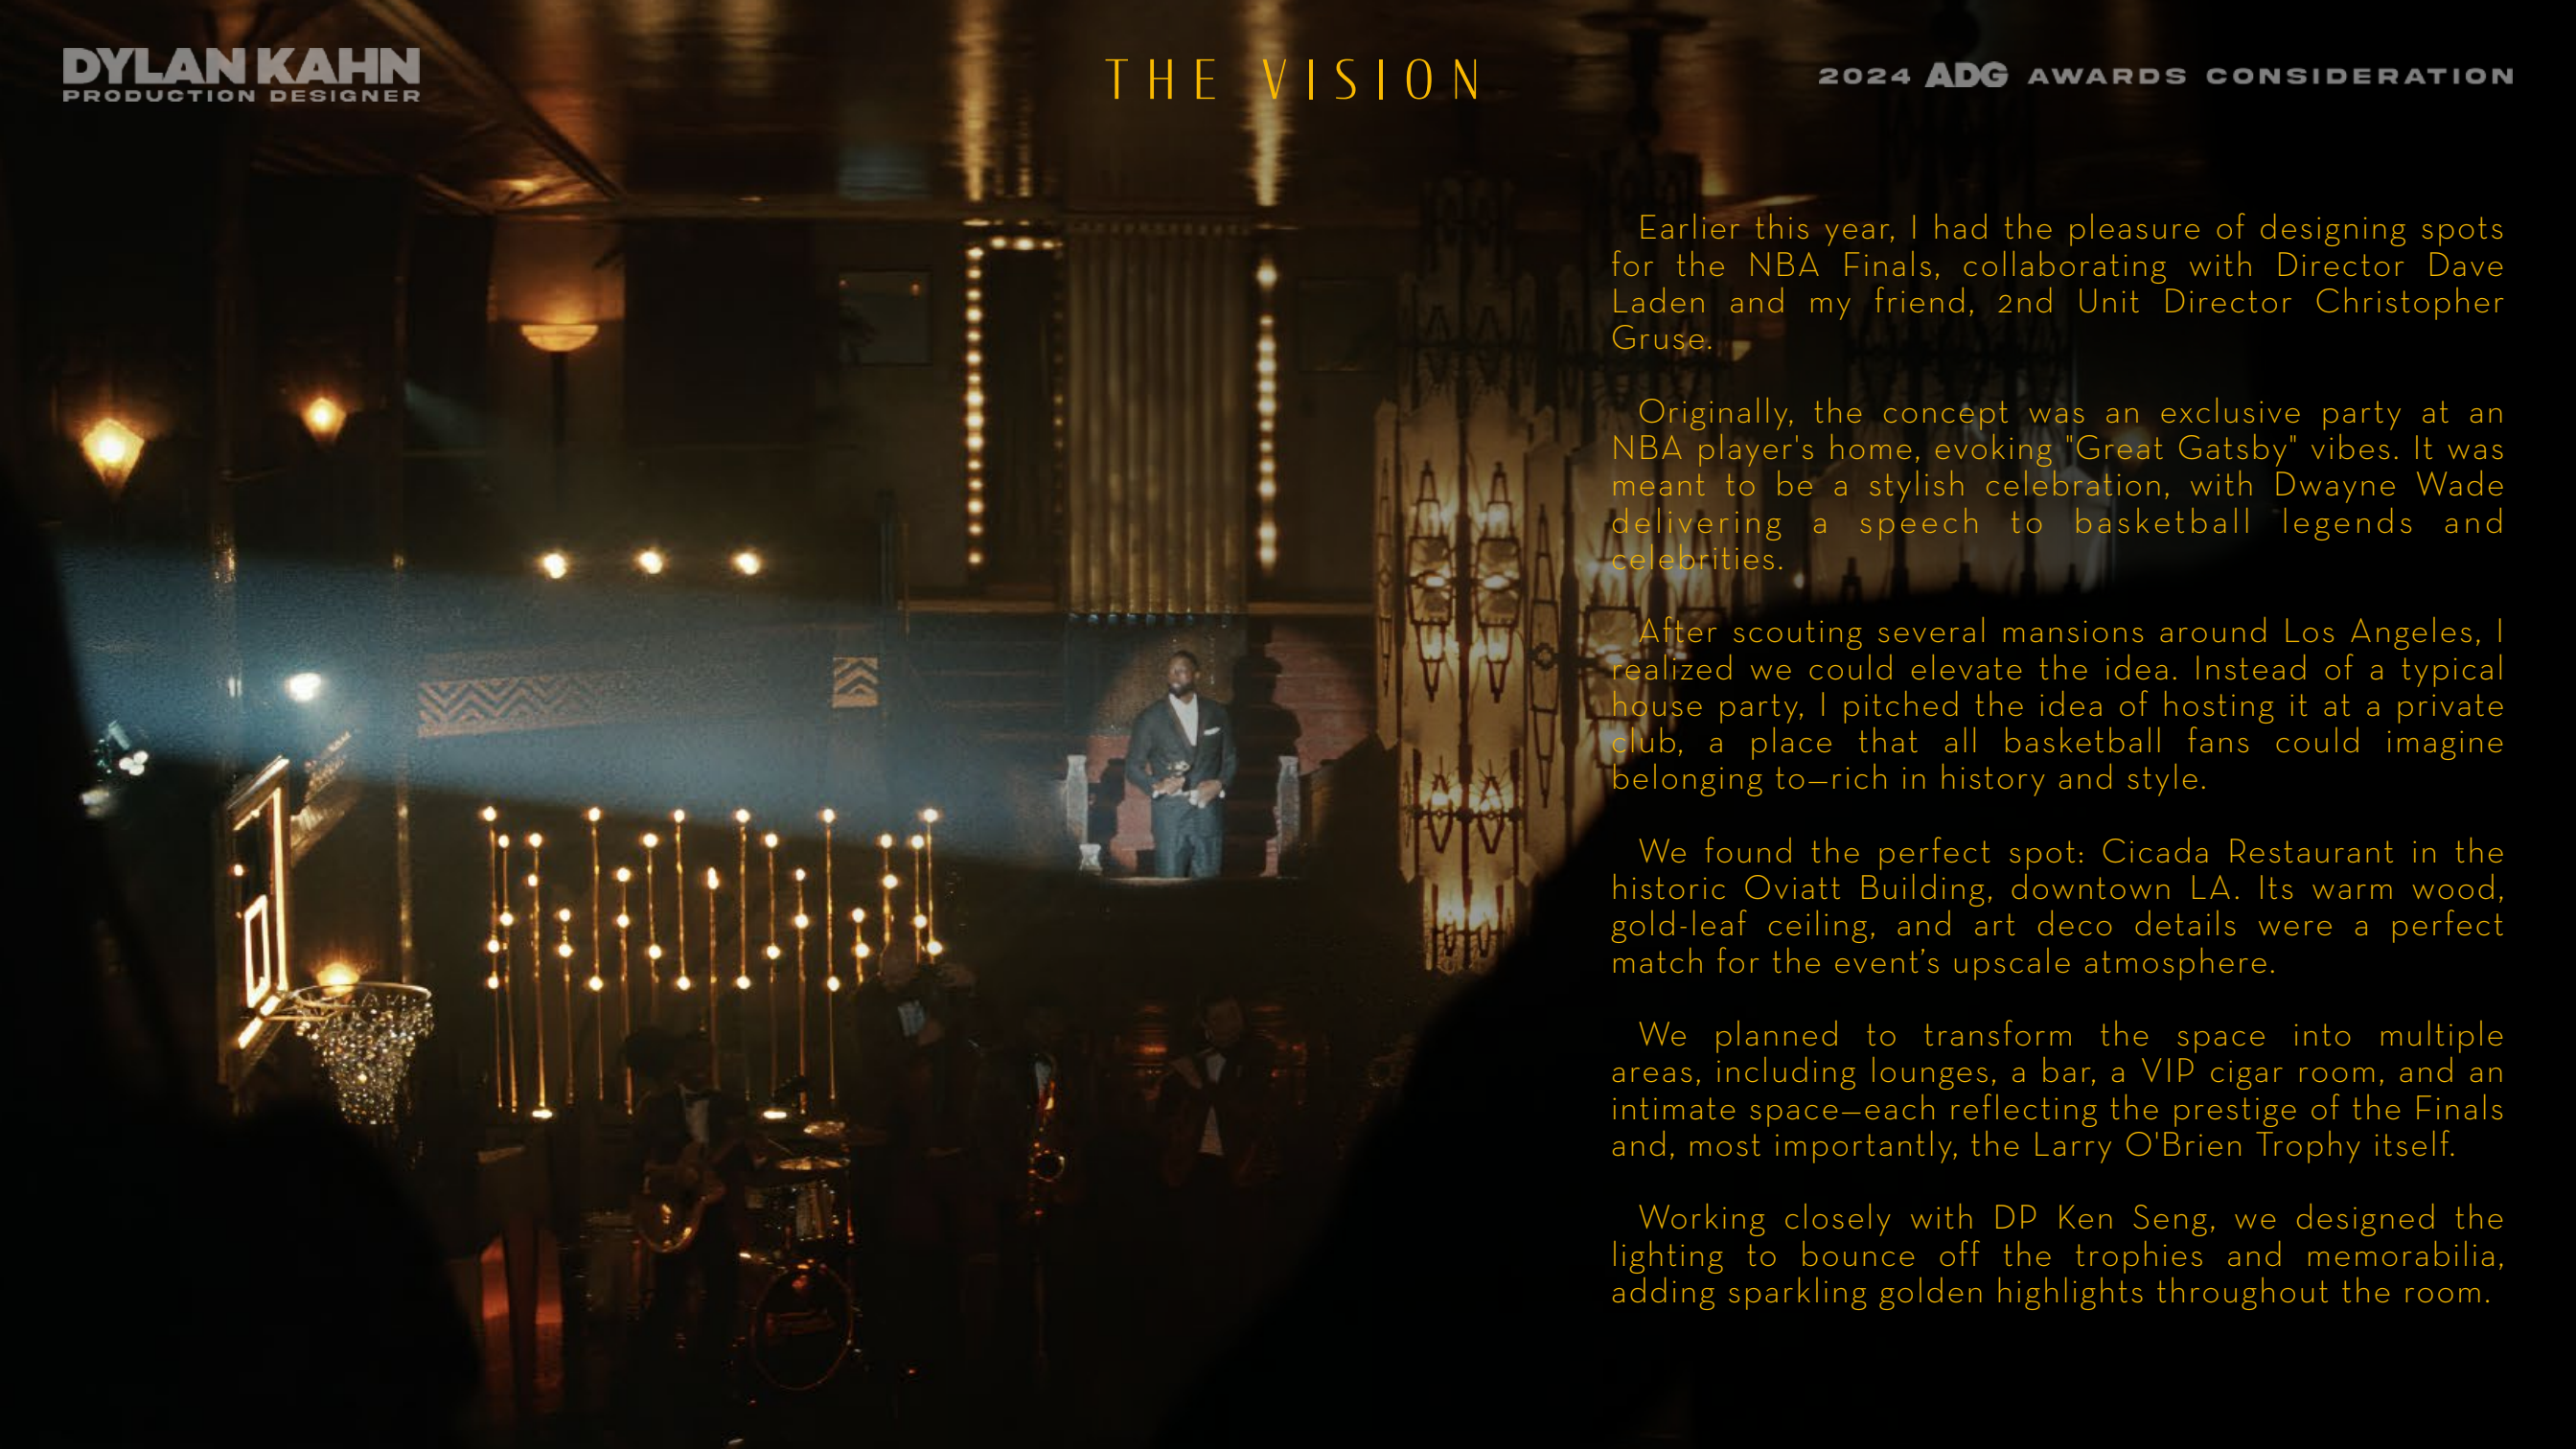 DYLAN KAHN
PRODUCTION DESIGNER
THE VISION
2024 ADG AWARDS CONSIDERATION
Earlier this year, I had the pleasure of designing spots
for the NBA Finals, collaborating with Director Dave
Laden and my friend, 2nd Unit Director Christopher
Gruse.
Originally, the concept was an exclusive party at an
NBA player's home, evoking "Great Gatsby" vibes. It was
meant to be a stylish celebration, with Dwayne Wade
delivering a speech to basketball legends and
celebrities.
After scouting several mansions around Los Angeles, I
realized we could elevate the idea. Instead of a typical
house party, I pitched the idea of hosting it at a private
club, a place that all basketball fans could imagine
belonging to—rich in history and style.
We found the perfect spot: Cicada Restaurant in the
historic Oviatt Building, downtown LA. Its warm wood,
gold-leaf ceiling, and art deco details were a perfect
match for the event’s upscale atmosphere.
We planned to transform the space into multiple
areas, including lounges, a bar, a VIP cigar room, and an
intimate space—each reflecting the prestige of the Finals
and, most importantly, the Larry O'Brien Trophy itself.
Working closely with DP Ken Seng, we designed the
lighting to bounce off the trophies and memorabilia,
adding sparkling golden highlights throughout the room.